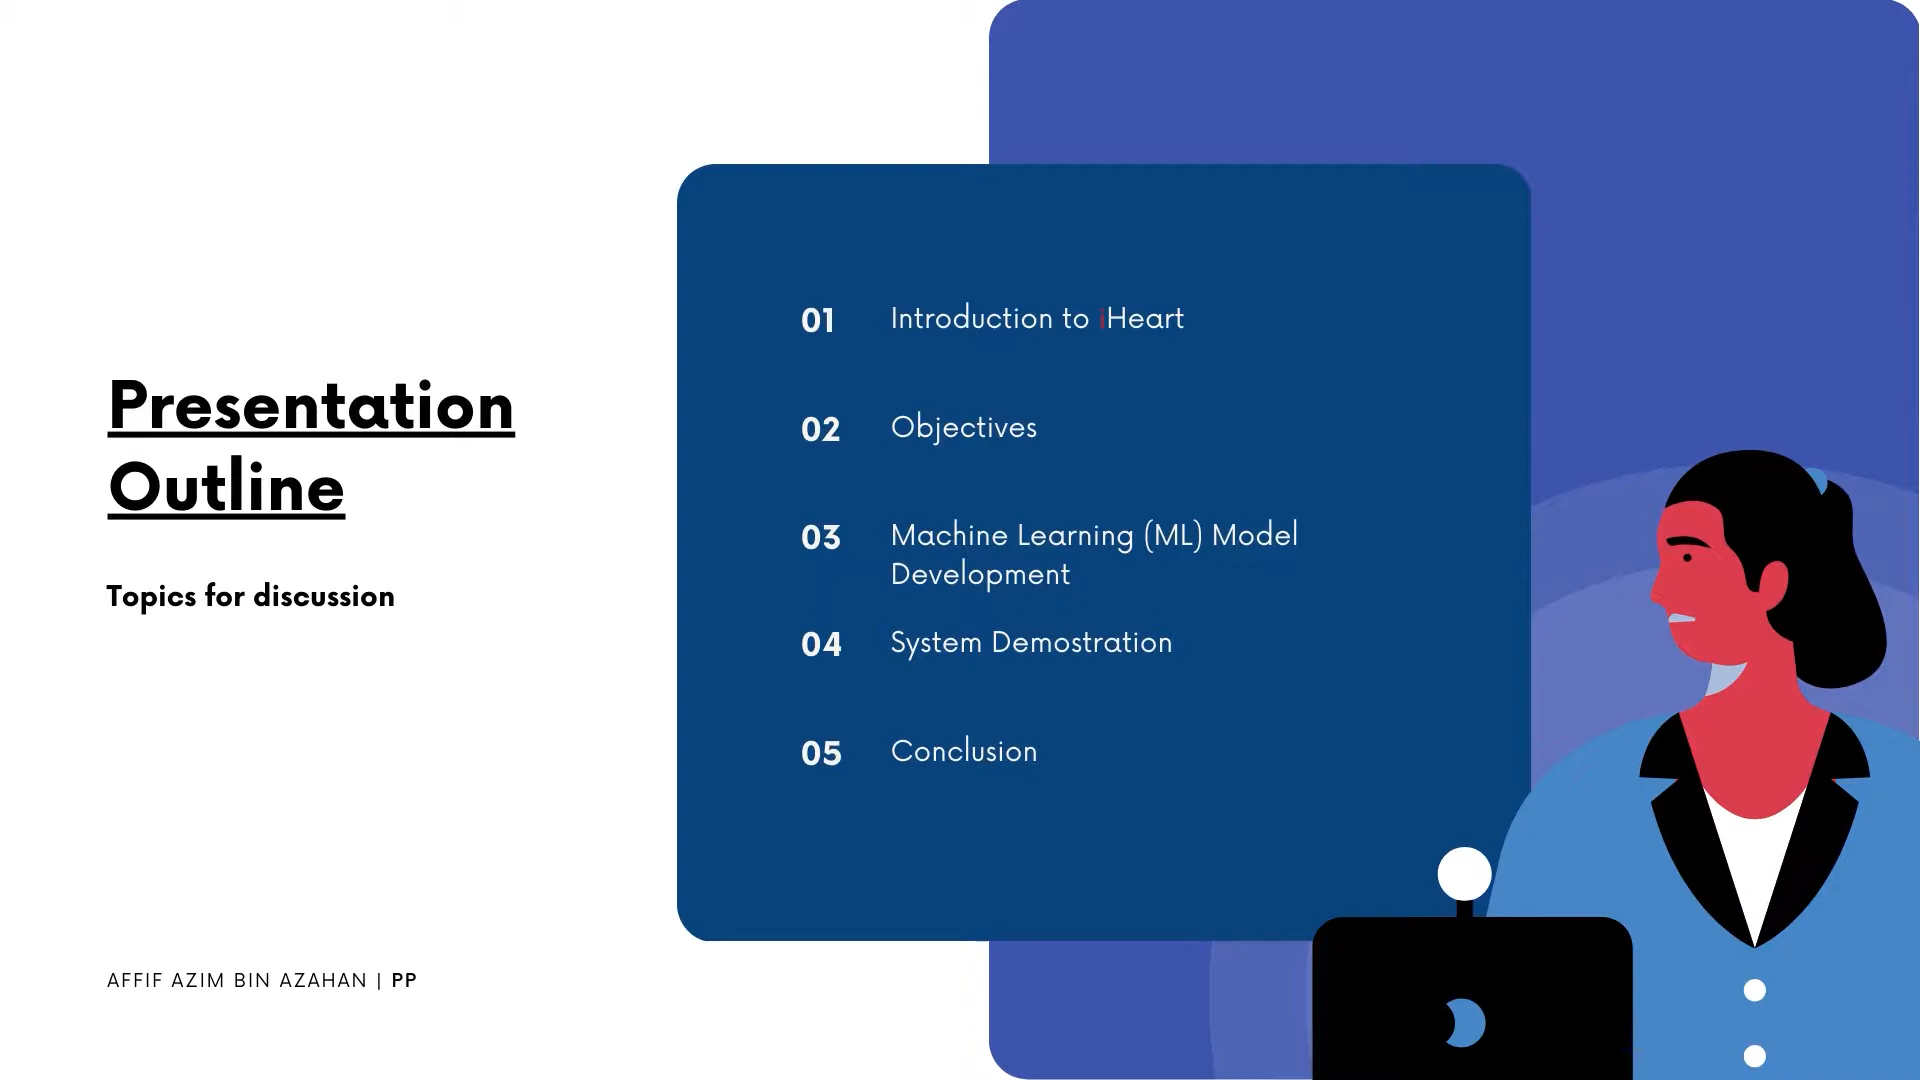 Presentation
Outline
Topics for discussion
01 Introduction to iHeart
02 Objectives
03 Machine Learning (ML) Model
Development
04 System Demostration
05 Conclusion
AFFIF AZIM BIN AZAHAN | PP